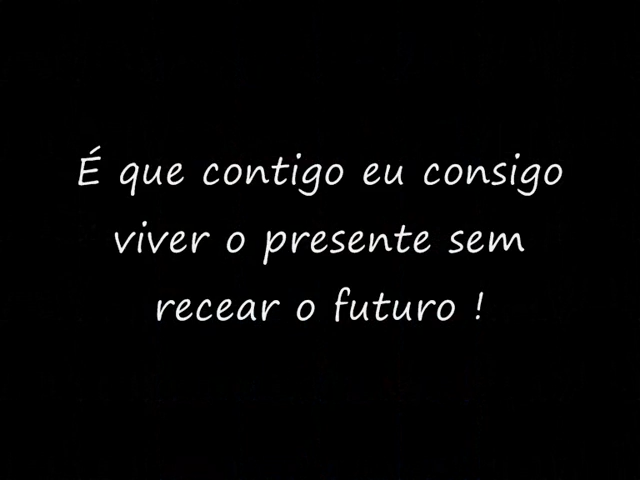 É que contigo eu consigo
viver o presente sem
recear o futuro !